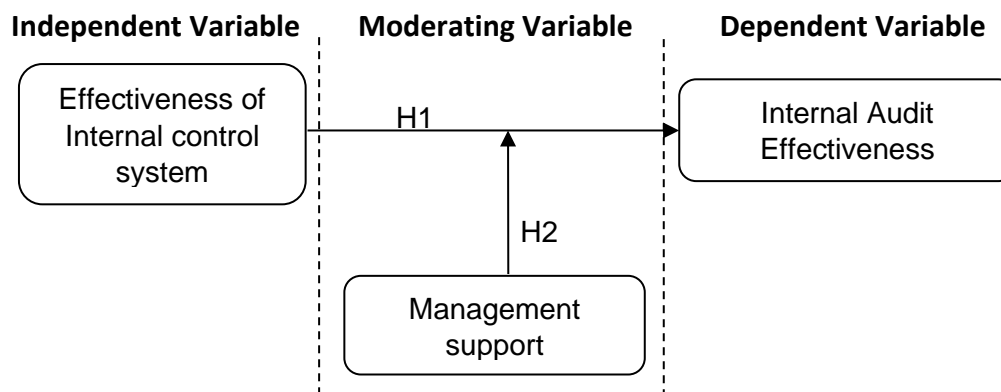 Independent Variable
Moderating Variable
Dependent Variable
Effectiveness of
Internal control
system
H1
Internal Audit
Effectiveness
H2
Management
support